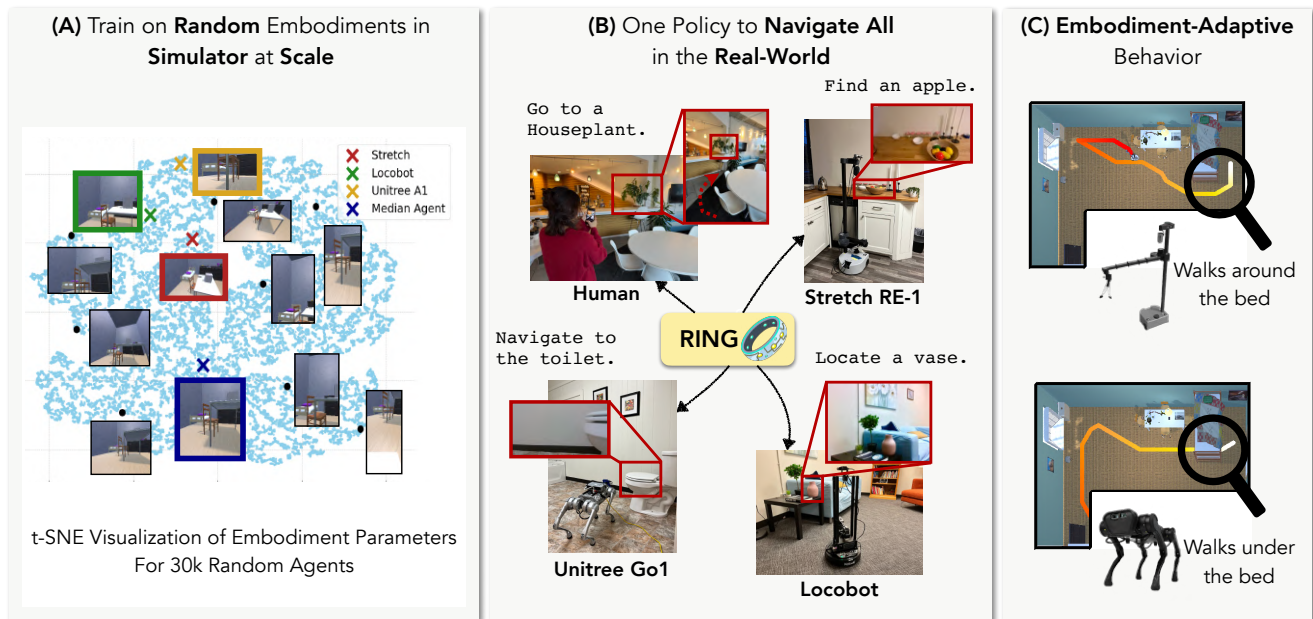 (A) Train on Random Embodiments in
Simulator at Scale
Stretch
Locobot
Unitree A1
Median Agent
t-SNE Visualization of Embodiment Parameters
For 30k Random Agents
(B) One Policy to Navigate All
in the Real-World
Go to a
Houseplant.
Find an apple.
Human
Stretch RE-1
RING
Navigate to
the toilet.
Locate a vase.
Unitree Go1
Locobot
(C) Embodiment-Adaptive
Behavior
Walks around
the bed
Walks under
the bed